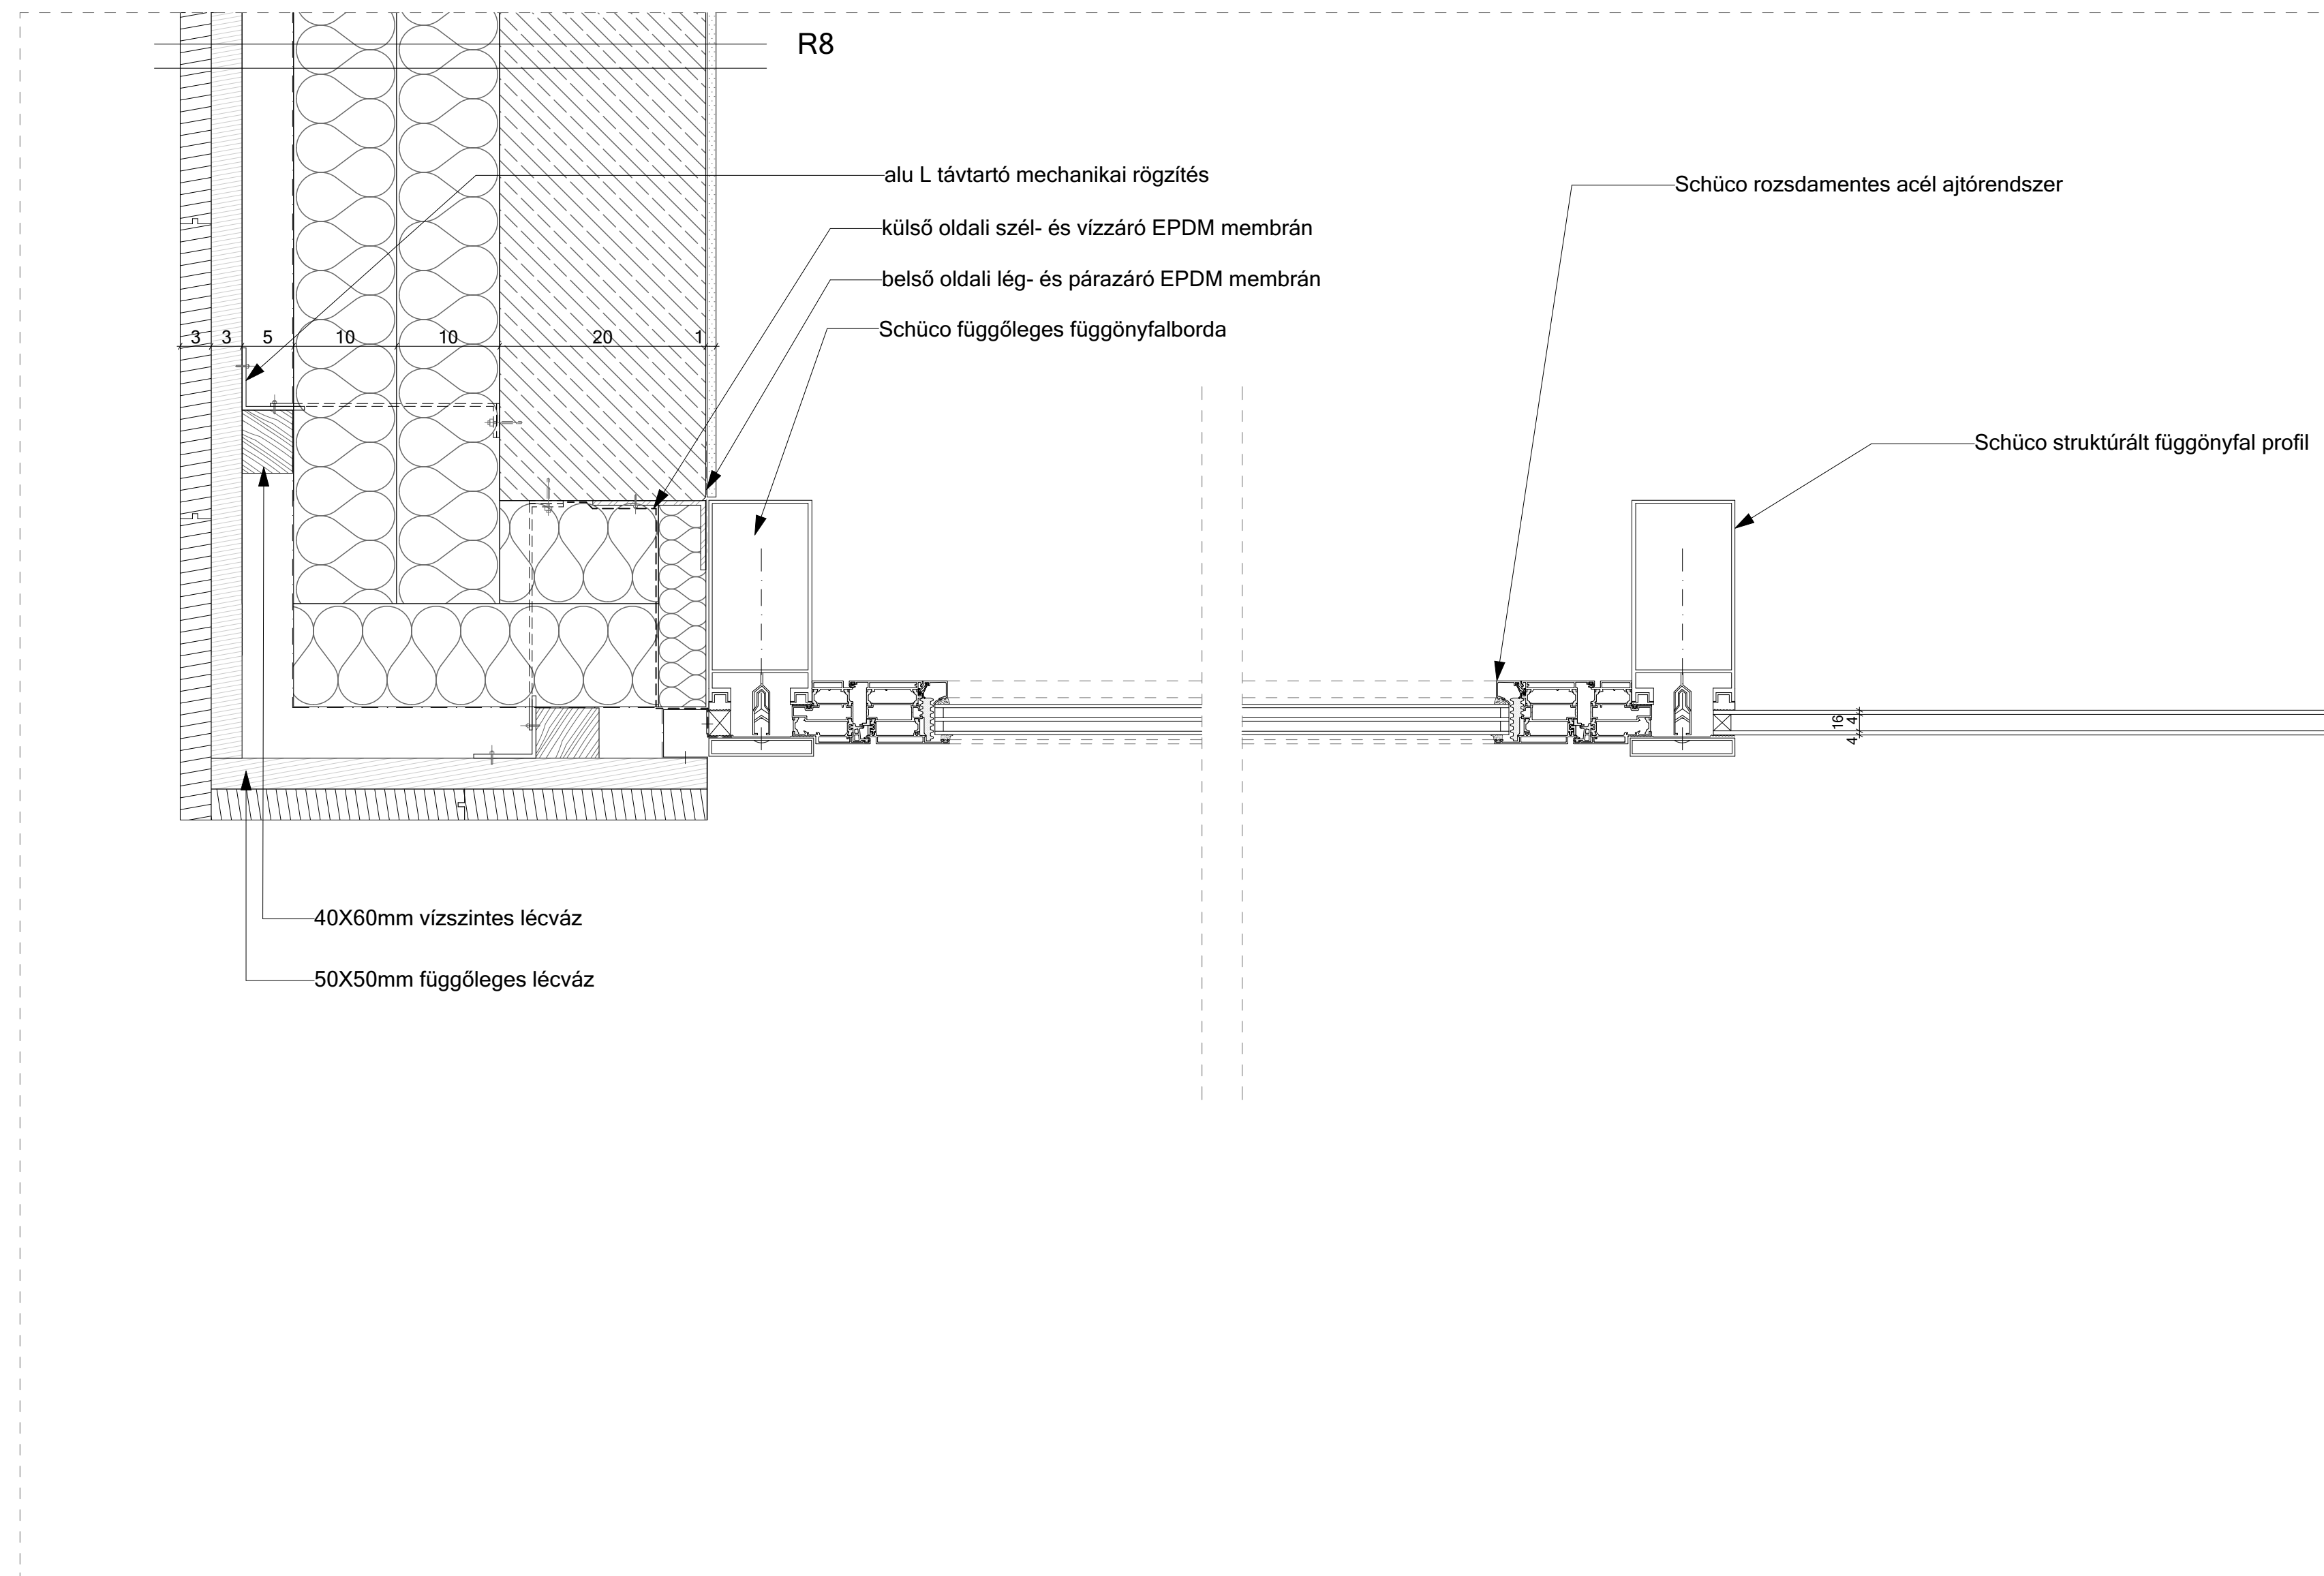 R8
alu L távtartó mechanikai rögzítés
Schüco rozsdamentes acél ajtórendszer
külső oldali szél- és vízzáró EPDM membrán
belső oldali lég- és párazáró EPDM membrán
Schüco függőleges függönyfalborda
3 3 5 10 10 20 1
Schüco struktúrált függönyfal profil
4 16 4
40X60mm vízszintes lécváz
50X50mm függőleges lécváz